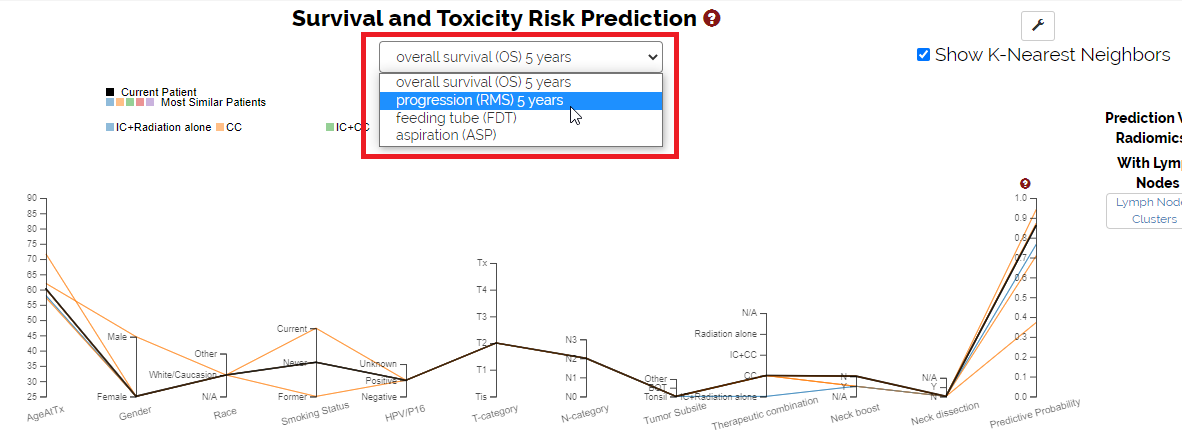 Survival and Toxicity Risk Prediction ?
overall survival (OS) 5 years
overall survival (OS) 5 years
progression (RMS) 5 years
feeding tube (FDT)
aspiration (ASP)
Show K-Nearest Neighbors
Current Patient
Most Similar Patients
IC+Radiation alone CC IC+CC
Prediction
Radiomics
With Lym
Nodes
Lymph Node
Clusters
?
90
85
80
75
70
65
60
55
50
45
40
35
30
25
AgeAtTx
Male
Female
Gender
Other
White/Caucasion
N/A
Race
Current
Never
Former
Smoking Status
Unknown
Positive
Negative
HPV/P16
Tx
T4
T3
T2
T1
Tis
T-category
N3
N2
N1
N0
N-category
Other
BOT
Tonsil
Tumor Subsite
N/A
Radiation alone
IC+CC
CC
IC+Radiation alone
Therapeutic combination
N
Y
N/A
Neck boost
N/A
Y
N
Neck dissection
1.0
0.9
0.8
0.7
0.6
0.5
0.4
0.3
0.2
0.1
0.0
Predictive Probability